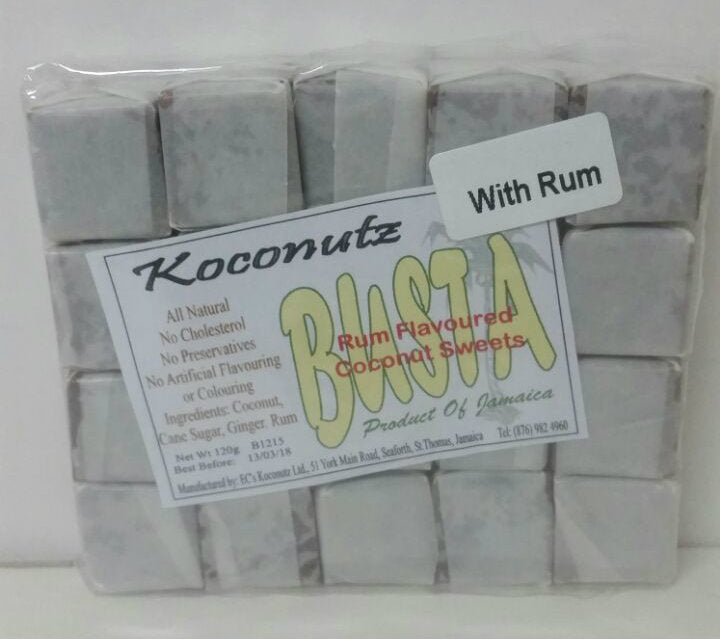 With Rum
Koconutz
BUSTA
Rum Flavoured
Coconut Sweets
All Natural
No Cholesterol
No Preservatives
No Artificial Flavouring
or Colouring
Ingredients: Coconut,
Cane Sugar, Ginger, Rum
Net Wt 120g. B1215
Best Before: 13/03/18
Product Of Jamaica
Manufactured by: EC's Koconutz Ltd., 51 York Main Road, Seaforth, St. Thomas, Jamaica Tel: (876) 982 4960